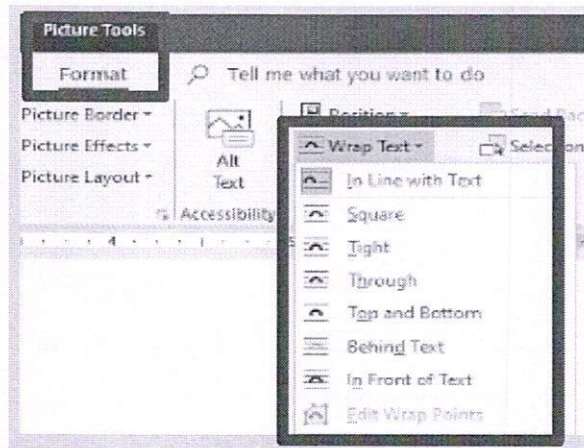 Picture Tools
Format Tell me what you want to do
Picture Border
Picture Effects
Picture Layout
Alt
Text
Accessibility
Position
Wrap Text
Selection
In Line with Text
Square
Tight
Through
Top and Bottom
Behind Text
In Front of Text
Edit Wrap Points
4